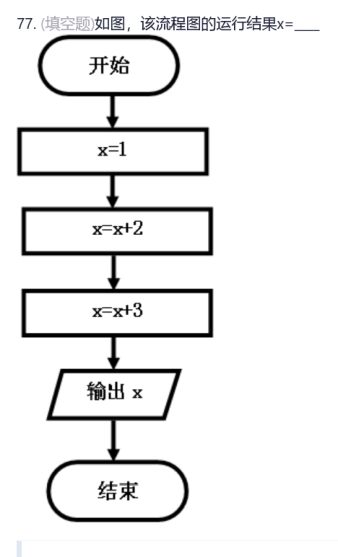 77. (填空题)如图，该流程图的运行结果x=___
开始
x=1
x=x+2
x=x+3
输出 x
结束